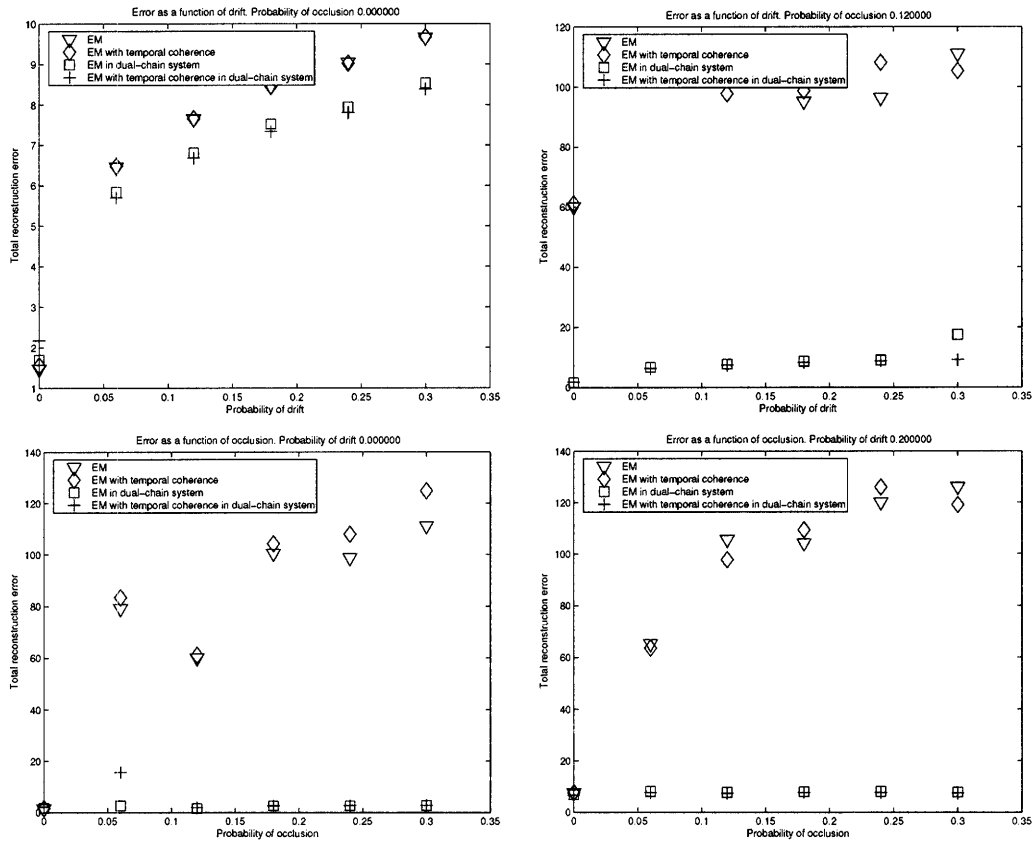 Error as a function of drift. Probability of occlusion 0.000000
10
9
8
7
6
5
4
3
2
1
Total reconstruction error
EM
EM with temporal coherence
EM in dual-chain system
EM with temporal coherence in dual-chain system
0 0.05 0.1 0.15 0.2 0.25 0.3 0.35
Probability of drift
Error as a function of drift. Probability of occlusion 0.120000
120
100
80
60
40
20
0
Total reconstruction error
EM
EM with temporal coherence
EM in dual-chain system
EM with temporal coherence in dual-chain system
0 0.05 0.1 0.15 0.2 0.25 0.3 0.35
Probability of drift
Error as a function of occlusion. Probability of drift 0.000000
140
120
100
80
60
40
20
0
Total reconstruction error
EM
EM with temporal coherence
EM in dual-chain system
EM with temporal coherence in dual-chain system
0 0.05 0.1 0.15 0.2 0.25 0.3 0.35
Probability of occlusion
Error as a function of occlusion. Probability of drift 0.200000
140
120
100
80
60
40
20
0
Total reconstruction error
EM
EM with temporal coherence
EM in dual-chain system
EM with temporal coherence in dual-chain system
0 0.05 0.1 0.15 0.2 0.25 0.3 0.35
Probability of occlusion